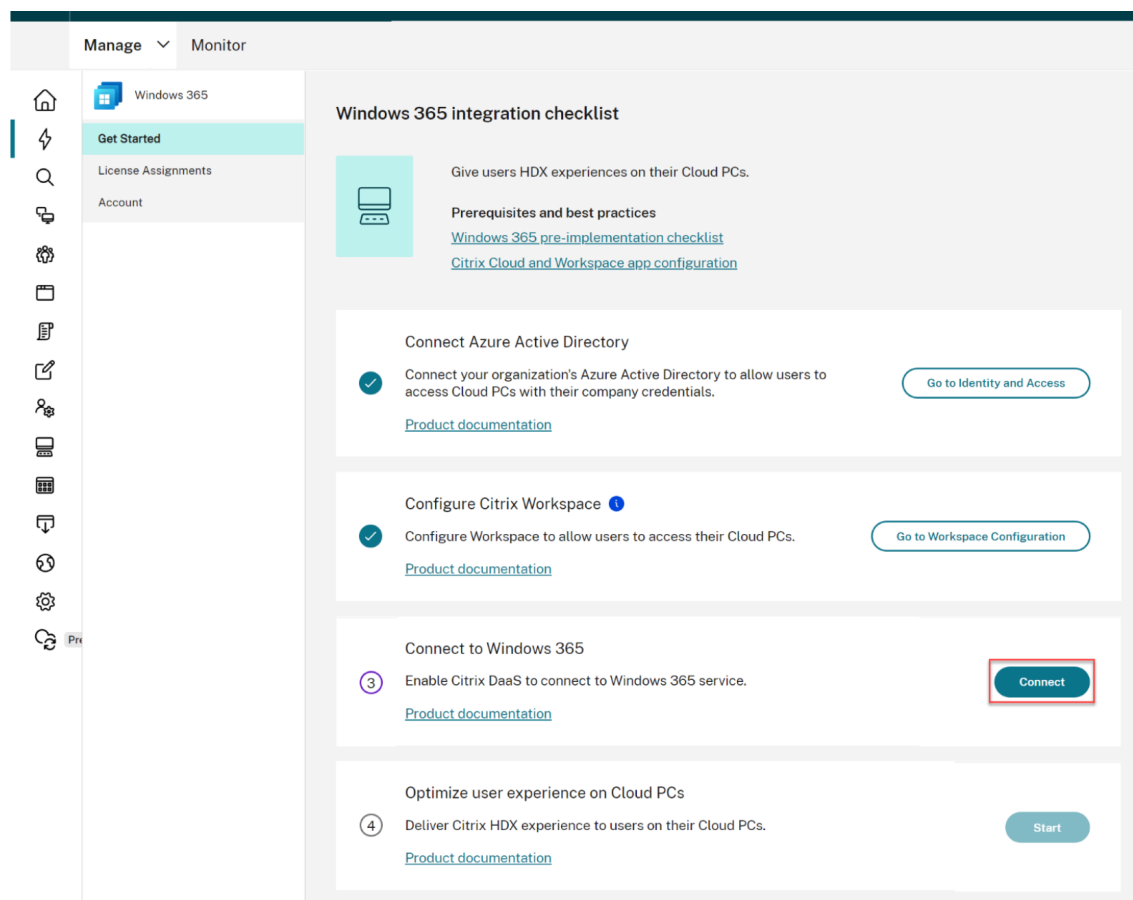 Manage
Monitor
Windows 365
Get Started
License Assignments
Account
Pre
Windows 365 integration checklist
Give users HDX experiences on their Cloud PCs.
Prerequisites and best practices
Windows 365 pre-implementation checklist
Citrix Cloud and Workspace app configuration
Connect Azure Active Directory
Connect your organization's Azure Active Directory to allow users to
access Cloud PCs with their company credentials.
Product documentation
Go to Identity and Access
Configure Citrix Workspace
Configure Workspace to allow users to access their Cloud PCs.
Product documentation
Go to Workspace Configuration
Connect to Windows 365
3
Enable Citrix DaaS to connect to Windows 365 service.
Product documentation
Connect
Optimize user experience on Cloud PCs
4
Deliver Citrix HDX experience to users on their Cloud PCs.
Product documentation
Start